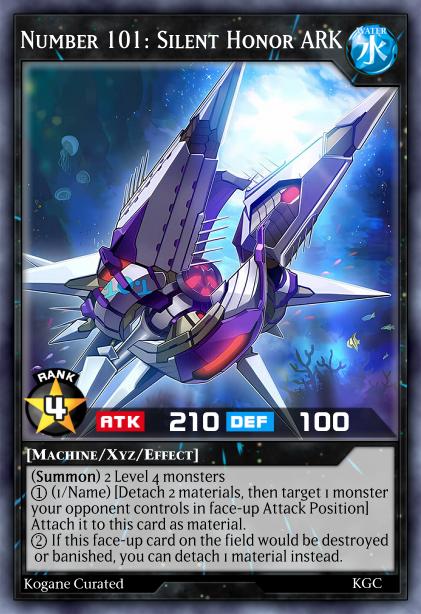 Number 101: Silent Honor ARK
WATER
水
RANK
4
ATK 210 DEF 100
[Machine/Xyz/Effect]
(Summon) 2 Level 4 monsters
① (1/Name) [Detach 2 materials, then target 1 monster
your opponent controls in face-up Attack Position]
Attach it to this card as material.
② If this face-up card on the field would be destroyed
or banished, you can detach 1 material instead.
Kogane Curated KGC